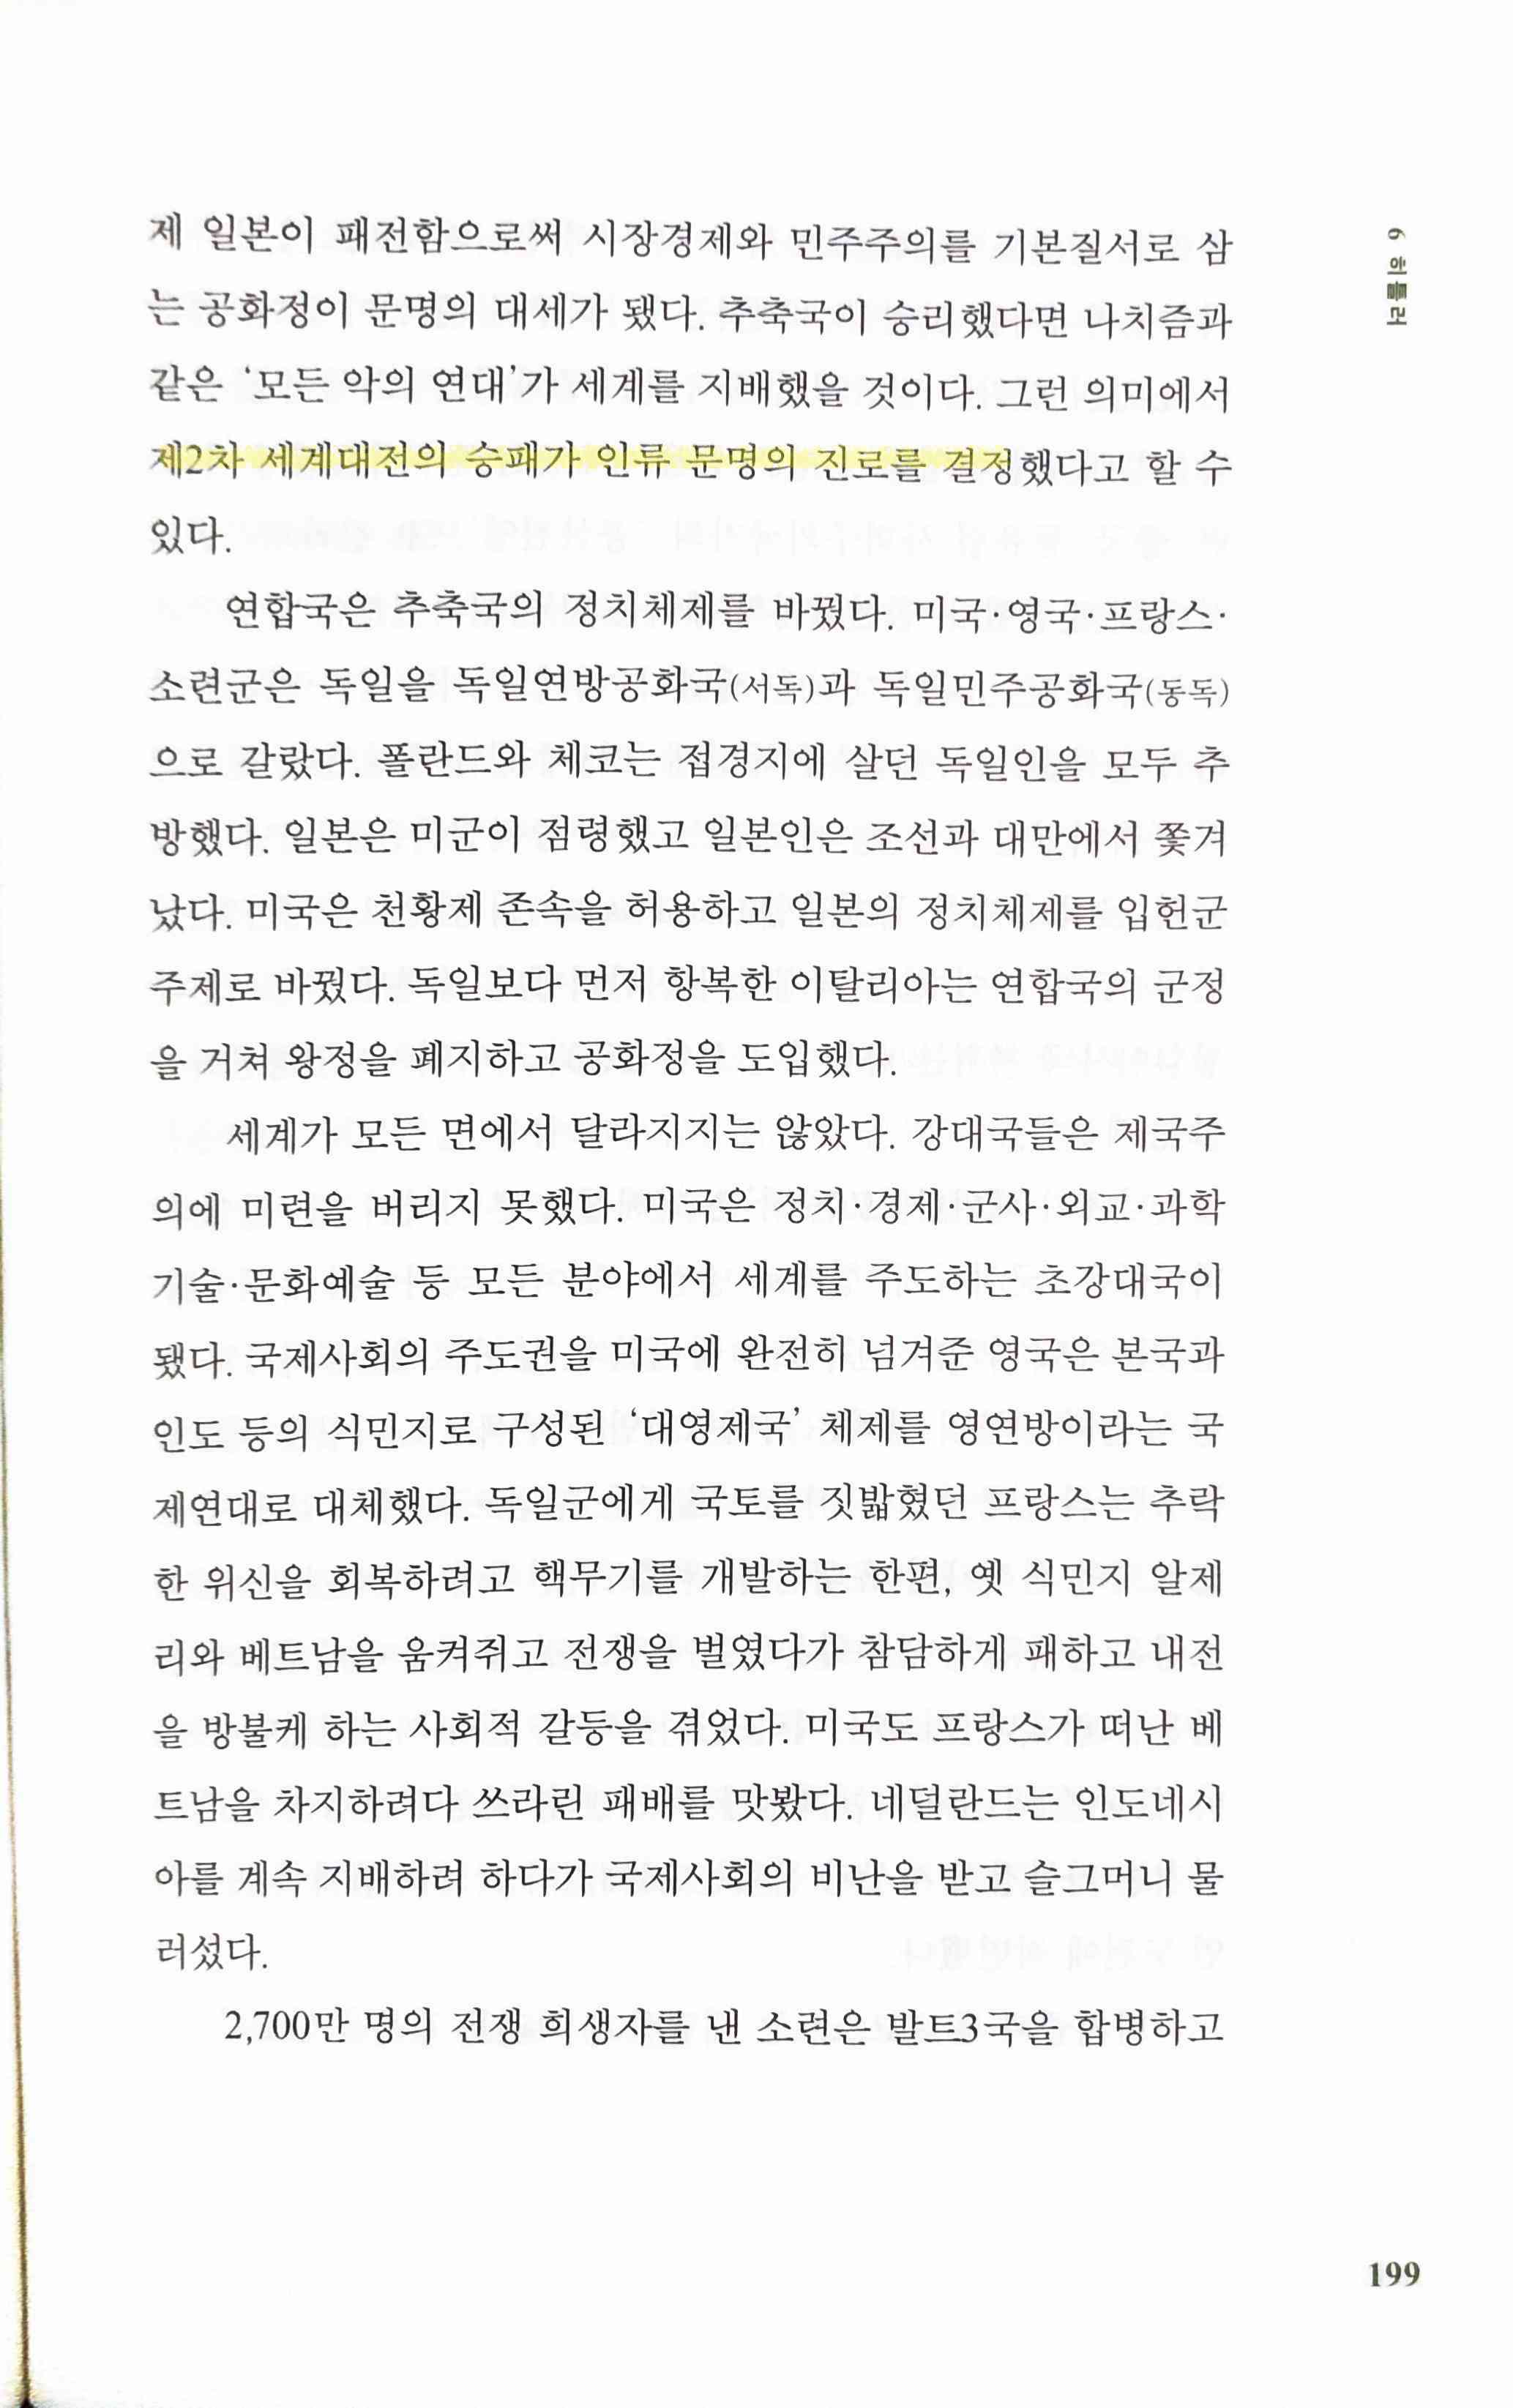 제 일본이 패전함으로써 시장경제와 민주주의를 기본질서로 삼
는 공화정이 문명의 대세가 됐다. 추축국이 승리했다면 나치즘과
같은 ‘모든 악의 연대’가 세계를 지배했을 것이다. 그런 의미에서
제2차 세계대전의 승패가 인류 문명의 진로를 결정했다고 할 수
있다.
연합국은 추축국의 정치체제를 바꿨다. 미국·영국·프랑스·
소련군은 독일을 독일연방공화국(서독)과 독일민주공화국(동독)
으로 갈랐다. 폴란드와 체코는 접경지에 살던 독일인을 모두 추
방했다. 일본은 미군이 점령했고 일본인은 조선과 대만에서 쫓겨
났다. 미국은 천황제 존속을 허용하고 일본의 정치체제를 입헌군
주제로 바꿨다. 독일보다 먼저 항복한 이탈리아는 연합국의 군정
을 거쳐 왕정을 폐지하고 공화정을 도입했다.
세계가 모든 면에서 달라지지는 않았다. 강대국들은 제국주
의에 미련을 버리지 못했다. 미국은 정치·경제·군사·외교·과학
기술·문화예술 등 모든 분야에서 세계를 주도하는 초강대국이
됐다. 국제사회의 주도권을 미국에 완전히 넘겨준 영국은 본국과
인도 등의 식민지로 구성된 ‘대영제국’ 체제를 영연방이라는 국
제연대로 대체했다. 독일군에게 국토를 짓밟혔던 프랑스는 추락
한 위신을 회복하려고 핵무기를 개발하는 한편, 옛 식민지 알제
리와 베트남을 움켜쥐고 전쟁을 벌였다가 참담하게 패하고 내전
을 방불케 하는 사회적 갈등을 겪었다. 미국도 프랑스가 떠난 베
트남을 차지하려다 쓰라린 패배를 맛봤다. 네덜란드는 인도네시
아를 계속 지배하려 하다가 국제사회의 비난을 받고 슬그머니 물
러섰다.
2,700만 명의 전쟁 희생자를 낸 소련은 발트3국을 합병하고
6 히틀러
199